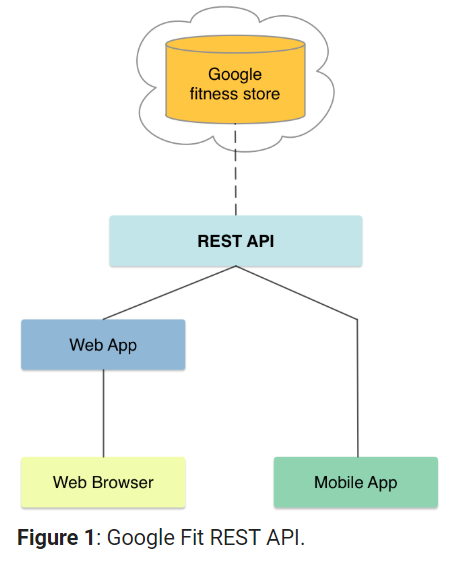 Google
fitness store
REST API
Web App
Web Browser
Mobile App
Figure 1: Google Fit REST API.